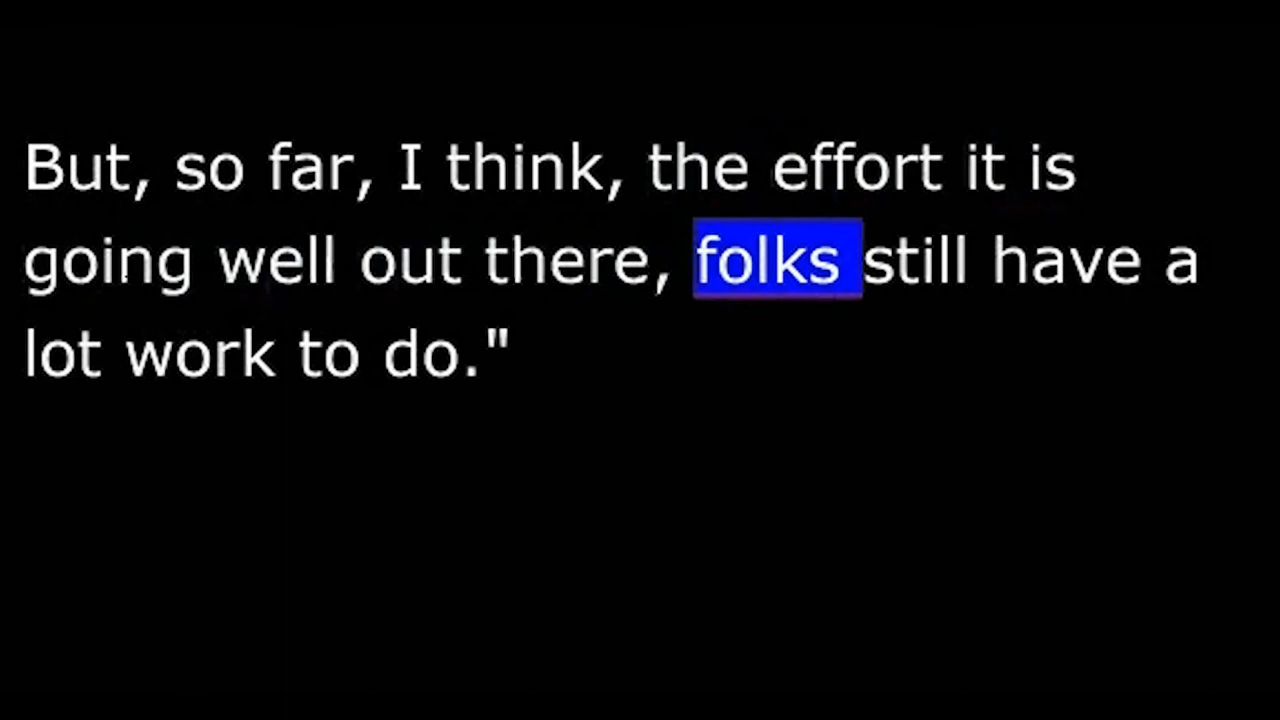 But, so far, I think, the effort it is
going well out there, folks still have a
lot work to do."